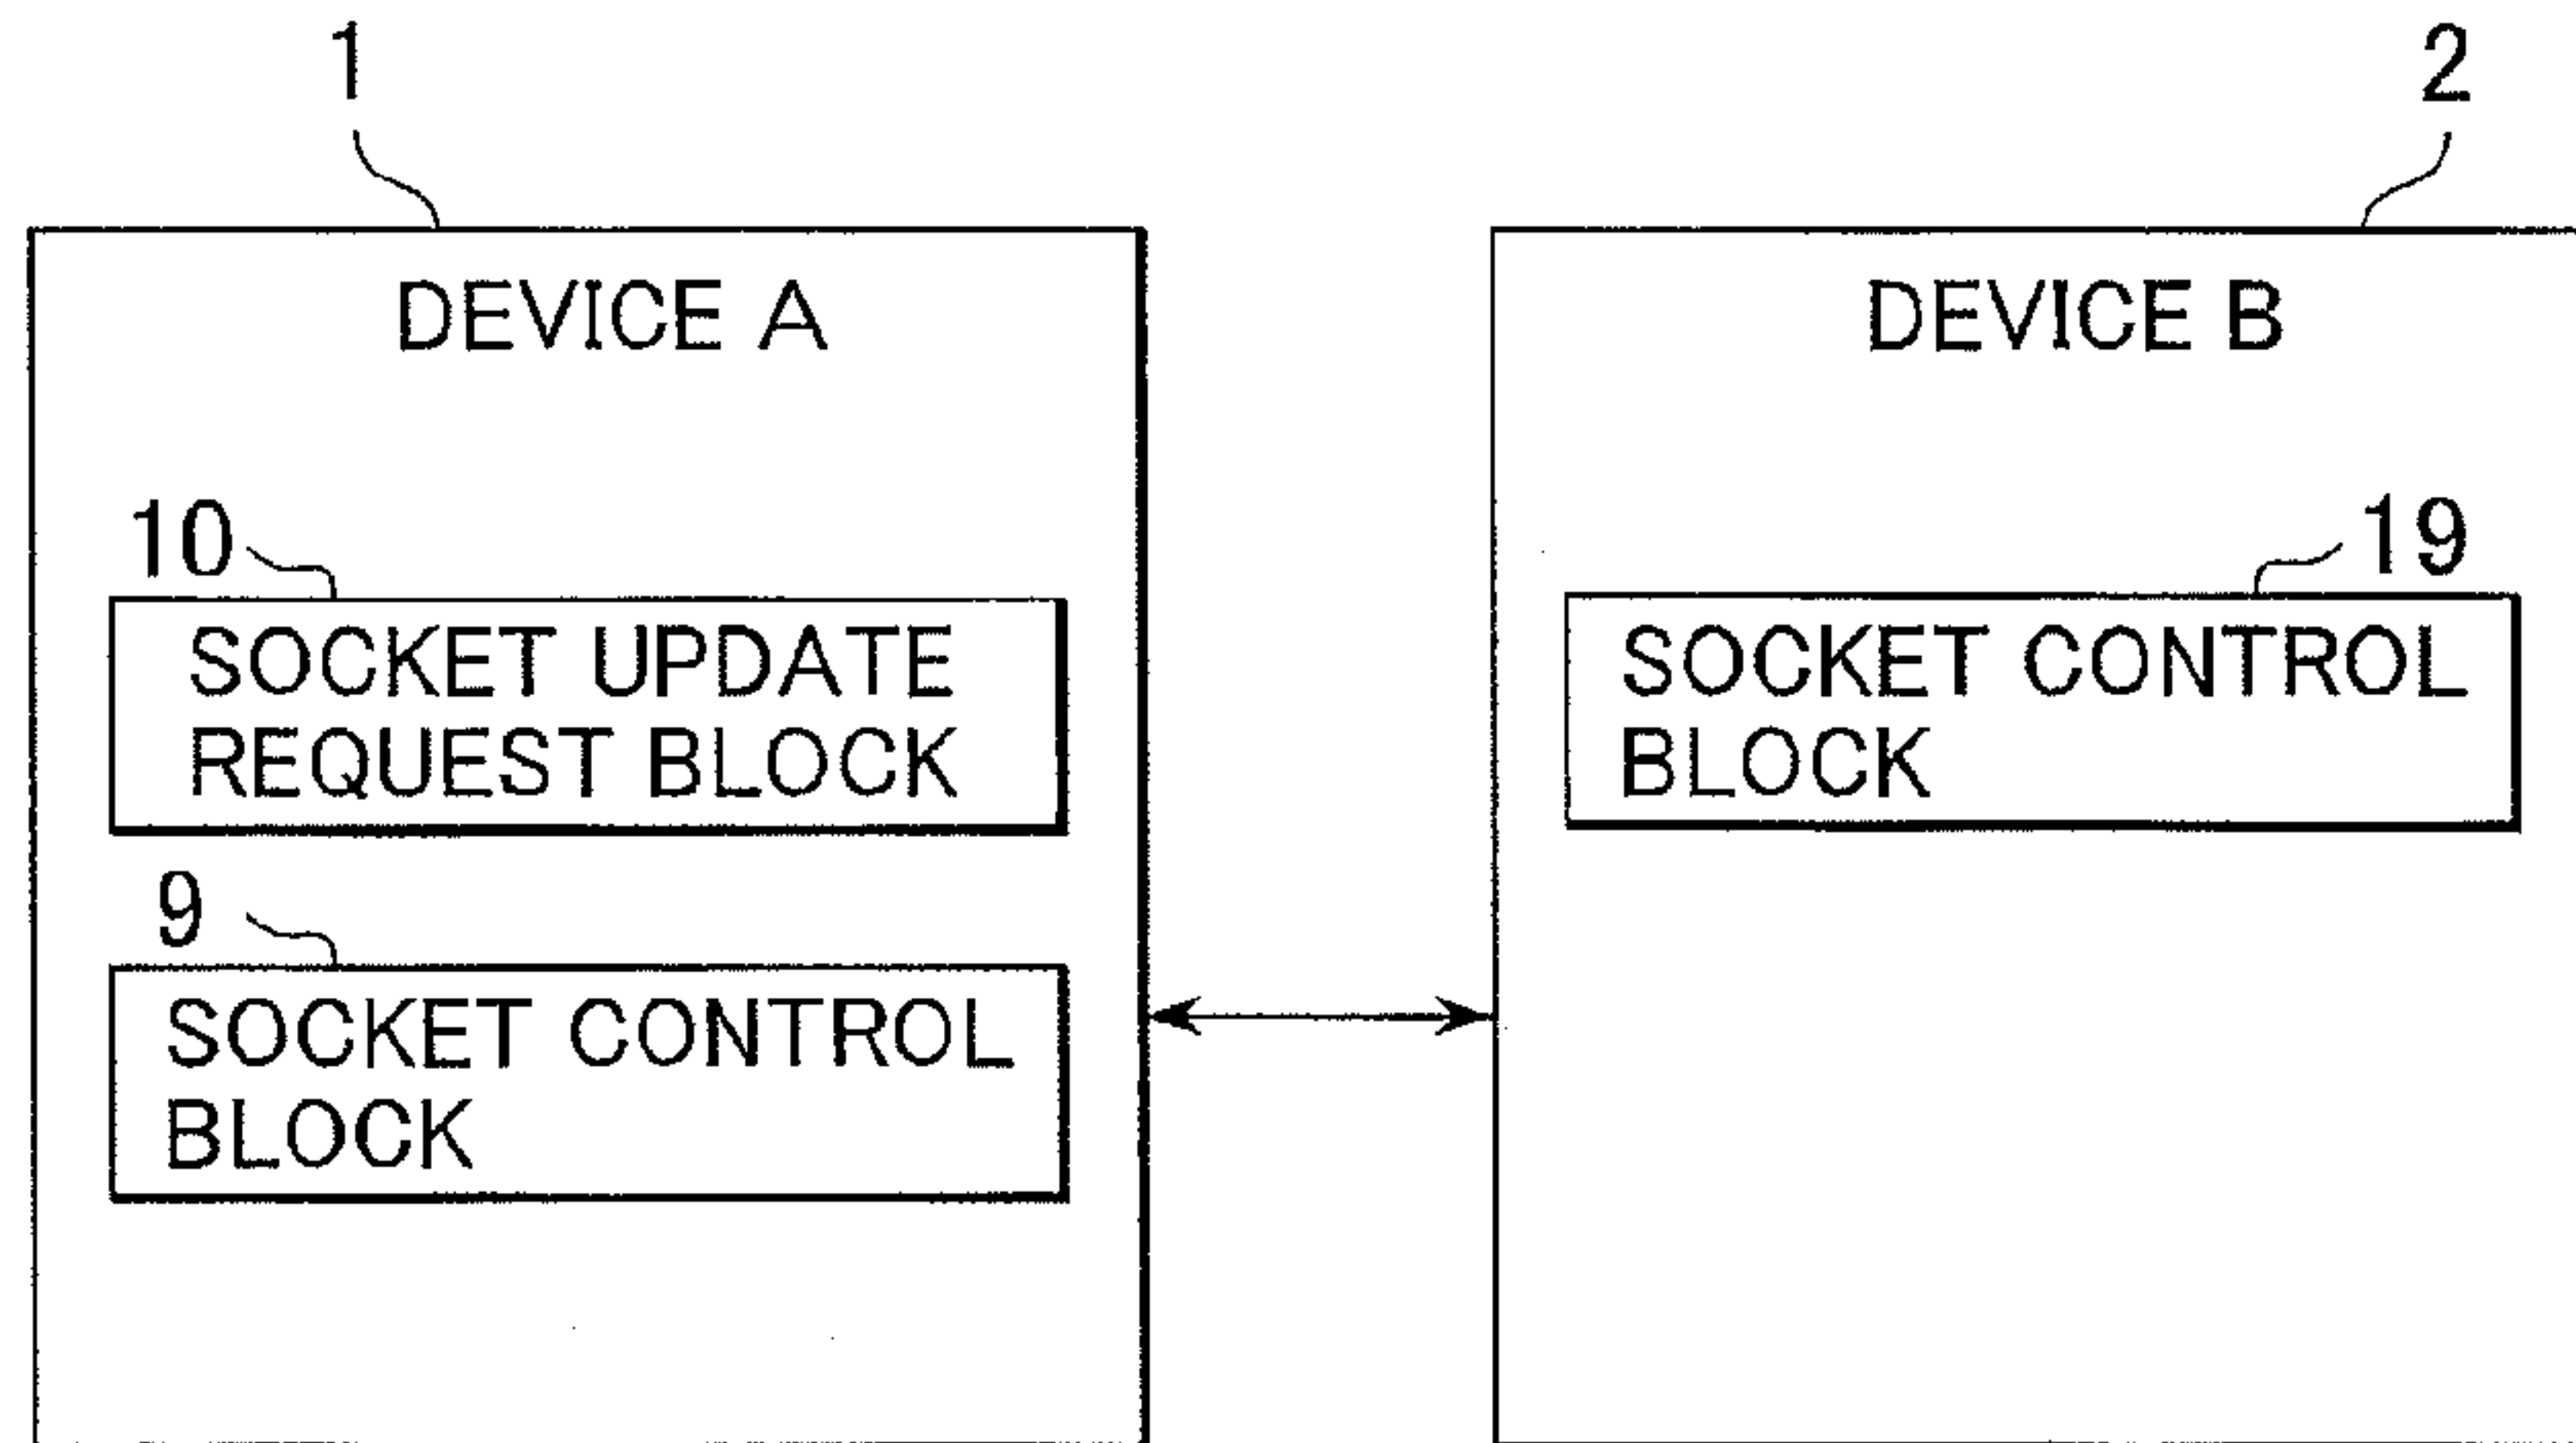 1
2
DEVICE A
10
SOCKET UPDATE
REQUEST BLOCK
9
SOCKET CONTROL
BLOCK
DEVICE B
19
SOCKET CONTROL
BLOCK